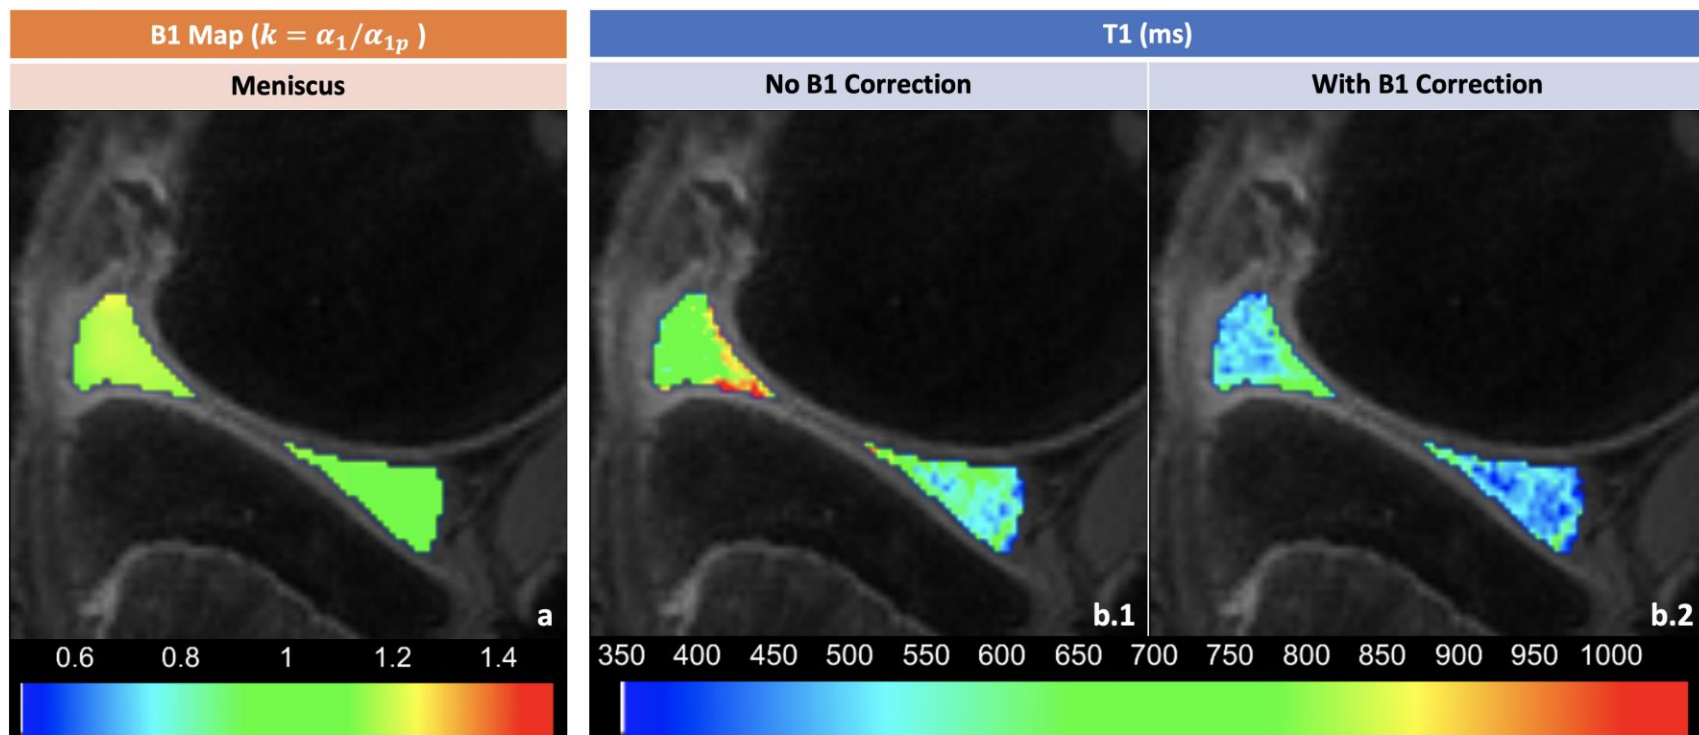 B1 Map (k = α₁/α₁ₚ )
T1 (ms)
Meniscus
No B1 Correction
With B1 Correction
a
b.1
b.2
0.6 0.8 1 1.2 1.4
350 400 450 500 550 600 650 700 750 800 850 900 950 1000